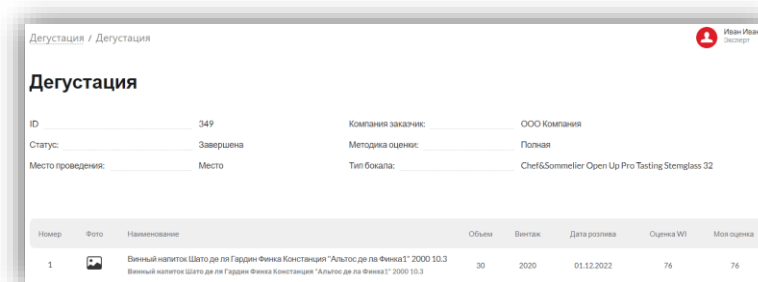 Дегустация / Дегустация
Иван Иван
Эксперт
Дегустация
ID 349 Компания заказчик: ООО Компания
Статус: Завершена Методика оценки: Полная
Место проведения: Место Тип бокала: Chef&Sommelier Open Up Pro Tasting Stemglass 32
Номер Фото Наименование Объем Винтаж Дата розлива Оценка WI Моя оценка
1 Винный напиток Шато де ля Гардин Финка Констанция "Альтос де ла Финка1" 2000 10.3 30 2020 01.12.2022 76 76
Винный напиток Шато де ля Гардин Финка Констанция "Альтос де ла Финка1" 2000 10.3